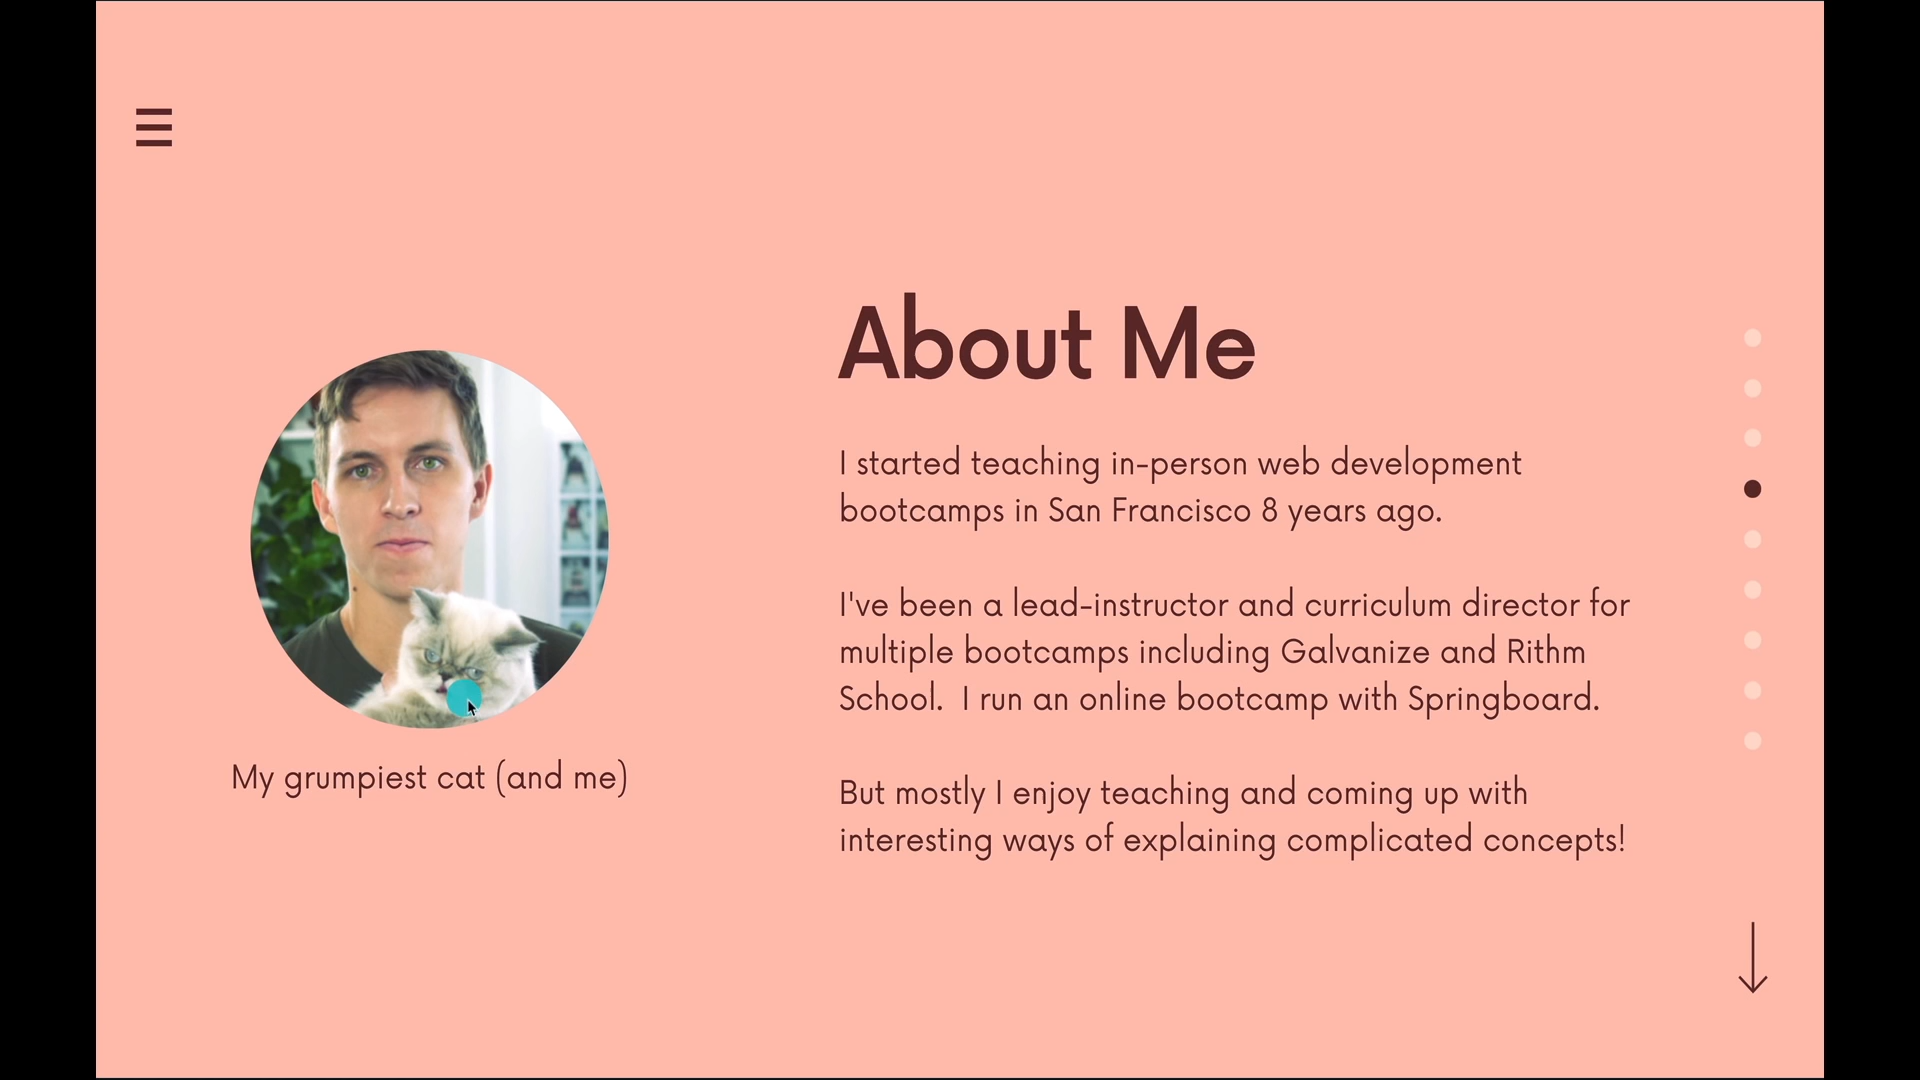 About Me
I started teaching in-person web development
bootcamps in San Francisco 8 years ago.
I've been a lead-instructor and curriculum director for
multiple bootcamps including Galvanize and Rithm
School.  I run an online bootcamp with Springboard.
But mostly I enjoy teaching and coming up with
interesting ways of explaining complicated concepts!
My grumpiest cat (and me)